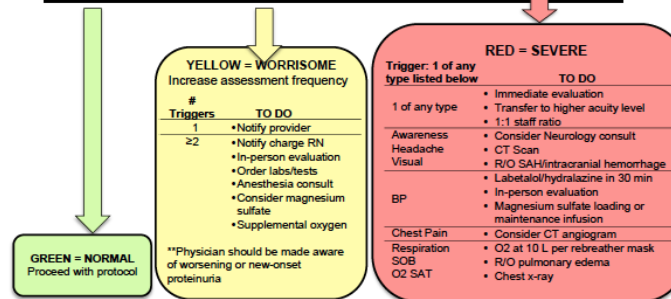 GREEN = NORMAL
Proceed with protocol
YELLOW = WORRISOME
Increase assessment frequency
#
Triggers TO DO
1 •Notify provider
≥2 •Notify charge RN
•In-person evaluation
•Order labs/tests
•Anesthesia consult
•Consider magnesium
sulfate
•Supplemental oxygen
**Physician should be made aware
of worsening or new-onset
proteinuria
RED = SEVERE
Trigger: 1 of any
type listed below TO DO
1 of any type
• Immediate evaluation
• Transfer to higher acuity level
• 1:1 staff ratio
Awareness
Headache
Visual
• Consider Neurology consult
• CT Scan
• R/O SAH/intracranial hemorrhage
BP
• Labetalol/hydralazine in 30 min
• In-person evaluation
• Magnesium sulfate loading or
maintenance infusion
Chest Pain • Consider CT angiogram
Respiration
SOB
O2 SAT
• O2 at 10 L per rebreather mask
• R/O pulmonary edema
• Chest x-ray